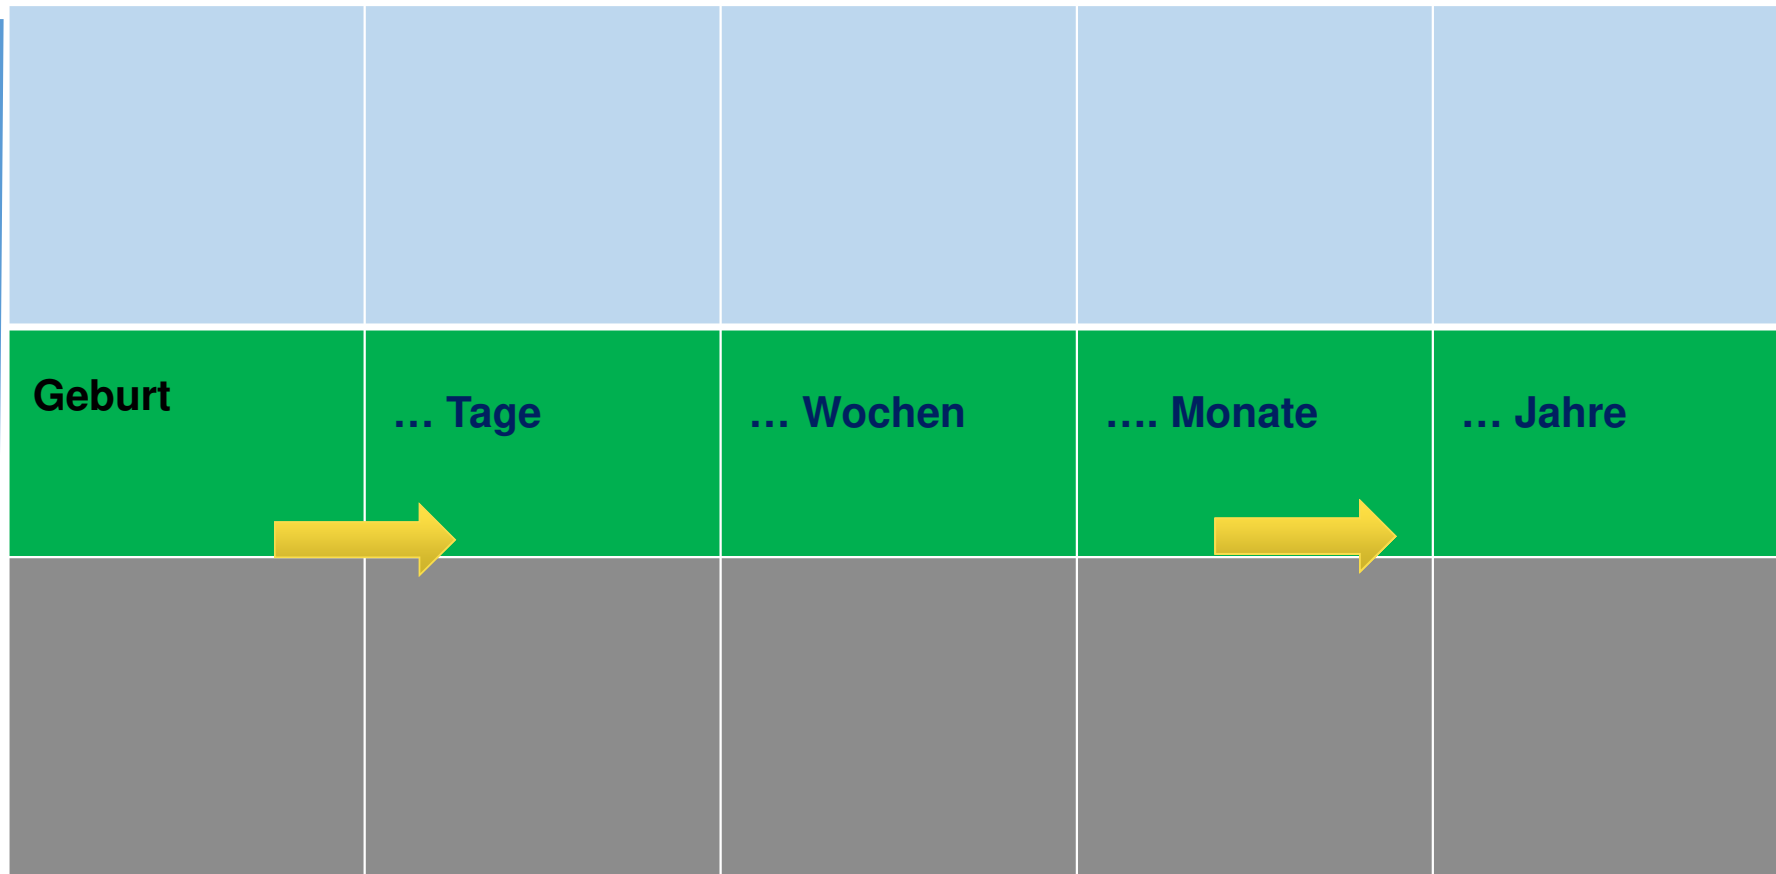 Geburt
... Tage
... Wochen
.... Monate
... Jahre